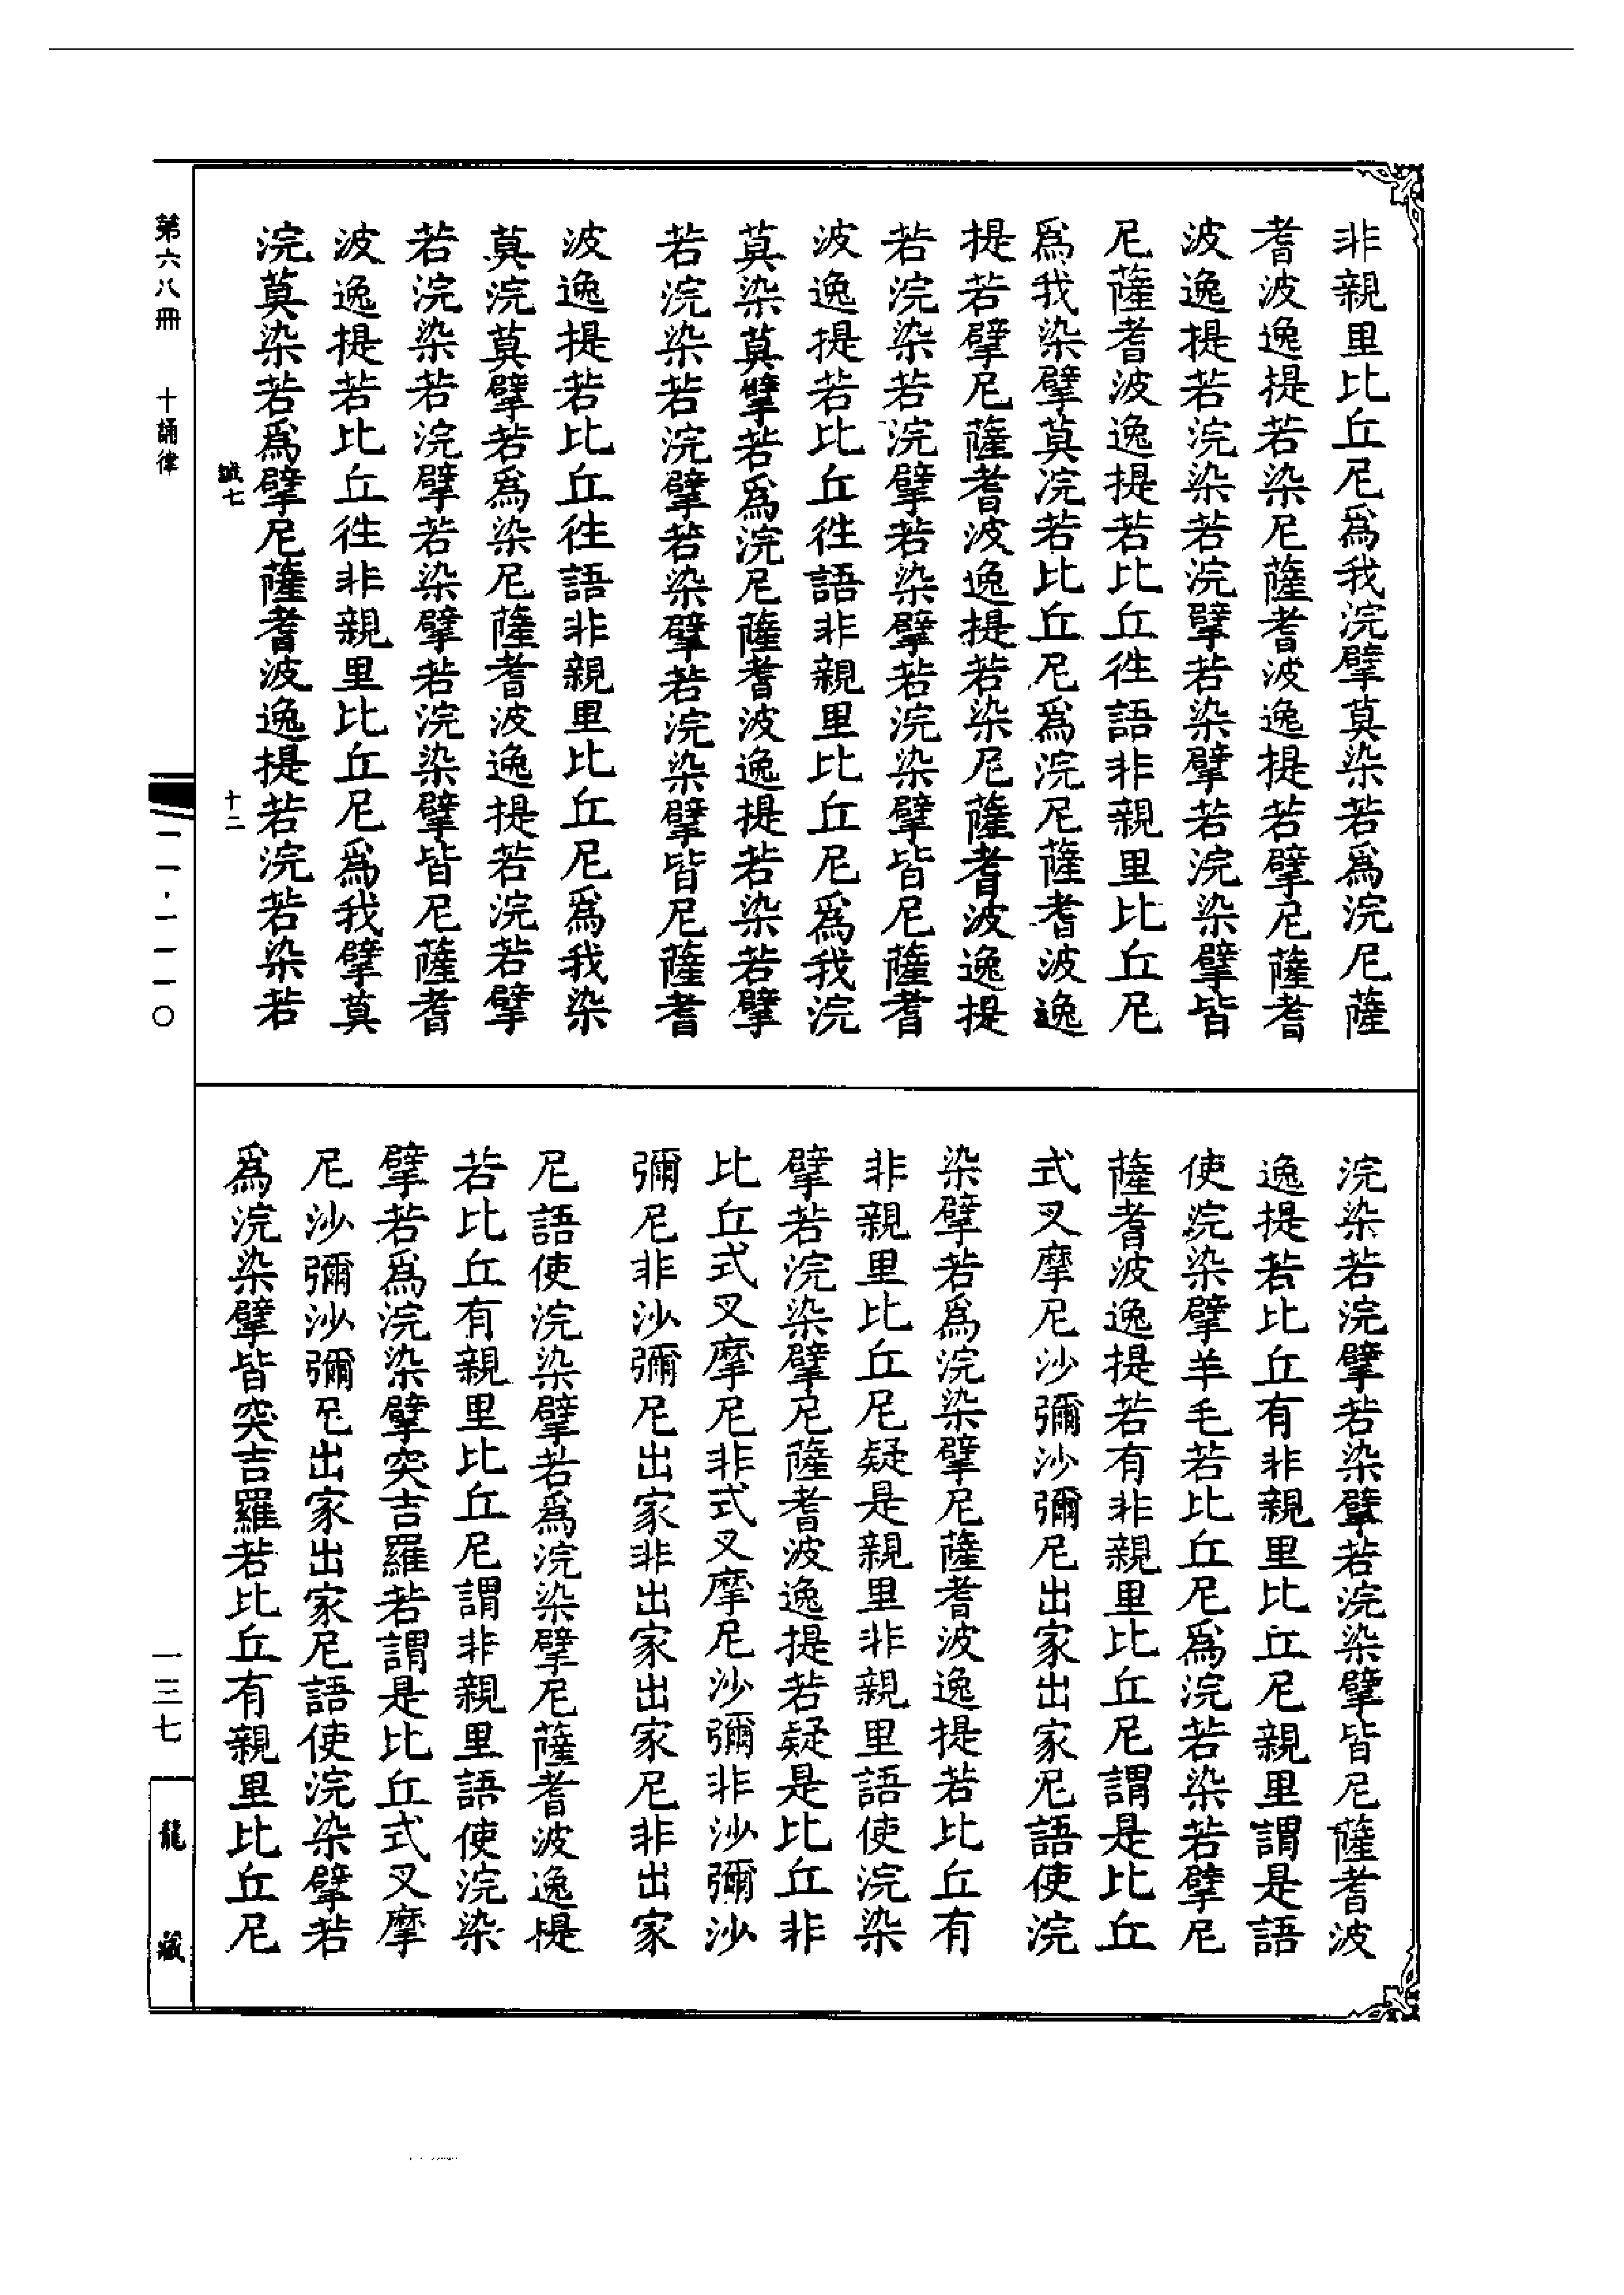 非親里比丘尼爲我浣擘莫染若爲浣尼薩
耆波逸提若染尼薩耆波逸提若擘尼薩耆
波逸提若浣染若浣擘若染擘若浣染擘皆
尼薩耆波逸提若比丘徃語非親里比丘尼
爲我染擘莫浣若比丘尼爲浣尼薩耆波逸
提若擘尼薩耆波逸提若染尼薩耆波逸提
若浣染若浣擘若染擘若浣染擘皆尼薩耆
波逸提若比丘徃語非親里比丘尼爲我浣
莫染莫擘若爲浣尼薩耆波逸提若染若擘
若浣染若浣擘若染擘若浣染擘皆尼薩耆
波逸提若比丘徃語非親里比丘尼爲我染
莫浣莫擘若爲染尼薩耆波逸提若浣若擘
若浣染若浣擘若染擘若浣染擘皆尼薩耆
波逸提若比丘徃非親里比丘尼爲我擘莫
浣莫染若爲擘尼薩耆波逸提若浣若染若
誠七 十二
浣染若浣擘若染擘若浣染擘皆尼薩耆波
逸提若比丘有非親里比丘尼親里謂是語
使浣染擘羊毛若比丘尼爲浣若染若擘尼
薩耆波逸提若有非親里比丘尼謂是比丘
式叉摩尼沙彌沙彌尼出家出家尼語使浣
染擘若爲浣染擘尼薩耆波逸提若比丘有
非親里比丘尼疑是親里非親里語使浣染
擘若浣染擘尼薩耆波逸提若疑是比丘非
比丘式叉摩尼非式叉摩尼沙彌非沙彌沙
彌尼非沙彌尼出家非出家出家尼非出家
尼語使浣染擘若爲浣染擘尼薩耆波逸提
若比丘有親里比丘尼謂非親里語使浣染
擘若爲浣染擘突吉羅若謂是比丘式叉摩
尼沙彌沙彌尼出家出家尼語使浣染擘若
爲浣染擘皆突吉羅若比丘有親里比丘尼
第六八冊 十誦律
一一·一一一〇
一三七
龍藏